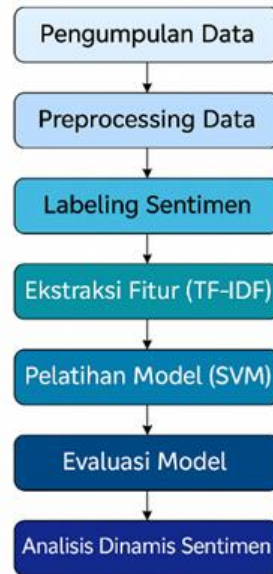 Pengumpulan Data
Preprocessing Data
Labeling Sentimen
Ekstraksi Fitur (TF-IDF)
Pelatihan Model (SVM)
Evaluasi Model
Analisis Dinamis Sentimen